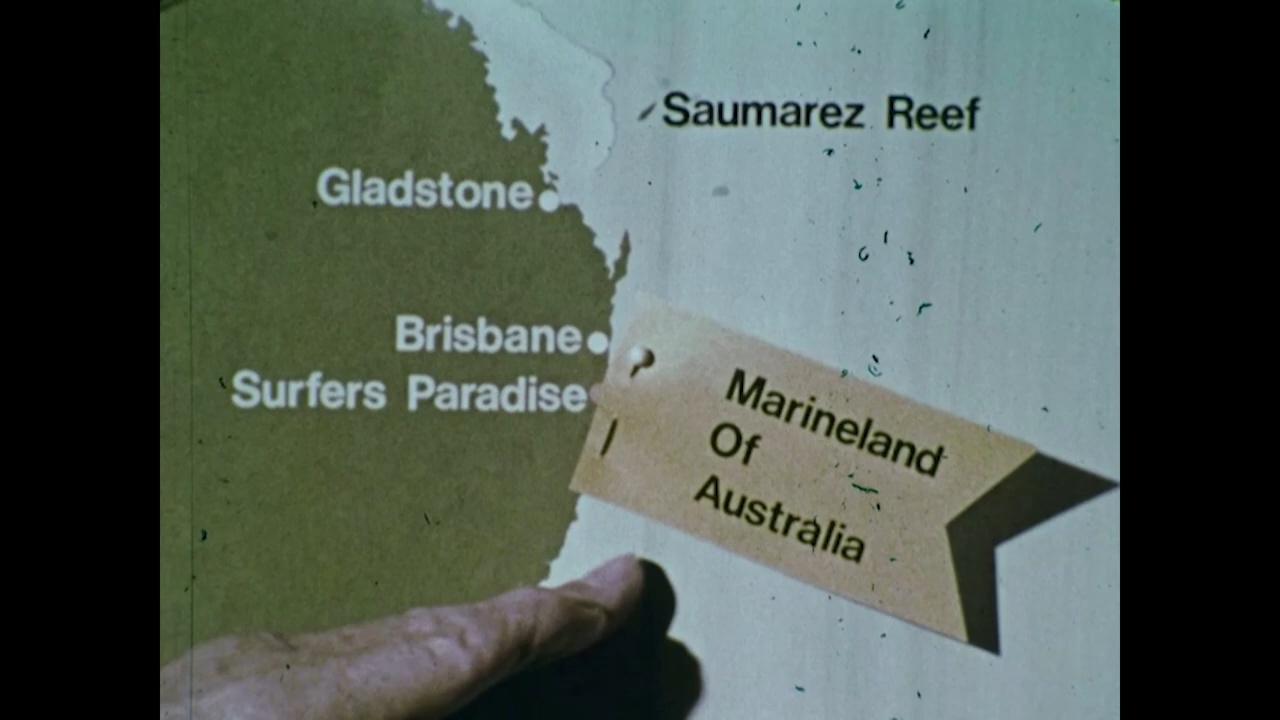 Saumarez Reef
Gladstone
Brisbane
Surfers Paradise
Marineland
Of
Australia